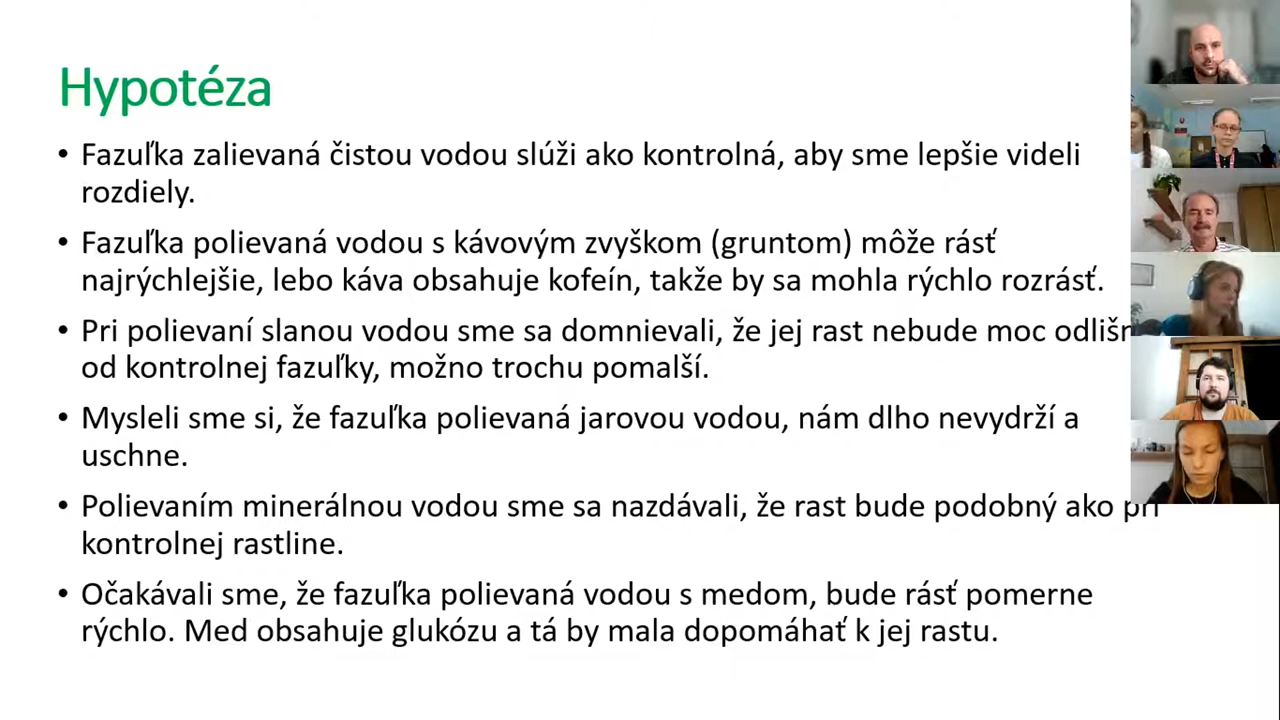 Hypotéza
• Fazuľka zalievaná čistou vodou slúži ako kontrolná, aby sme lepšie videli
rozdiely.
• Fazuľka polievaná vodou s kávovým zvyškom (gruntom) môže rásť
najrýchlejšie, lebo káva obsahuje kofeín, takže by sa mohla rýchlo rozrásť.
• Pri polievaní slanou vodou sme sa domnievali, že jej rast nebude moc
od kontrolnej fazuľky, možno trochu pomalší.
• Mysleli sme si, že fazuľka polievaná jarovou vodou, nám dlho nevydrží a
uschne.
• Polievaním minerálnou vodou sme sa nazdávali, že rast bude podobný ako
kontrolnej rastline.
• Očakávali sme, že fazuľka polievaná vodou s medom, bude rásť pomerne
rýchlo. Med obsahuje glukózu a tá by mala dopomáhať k jej rastu.